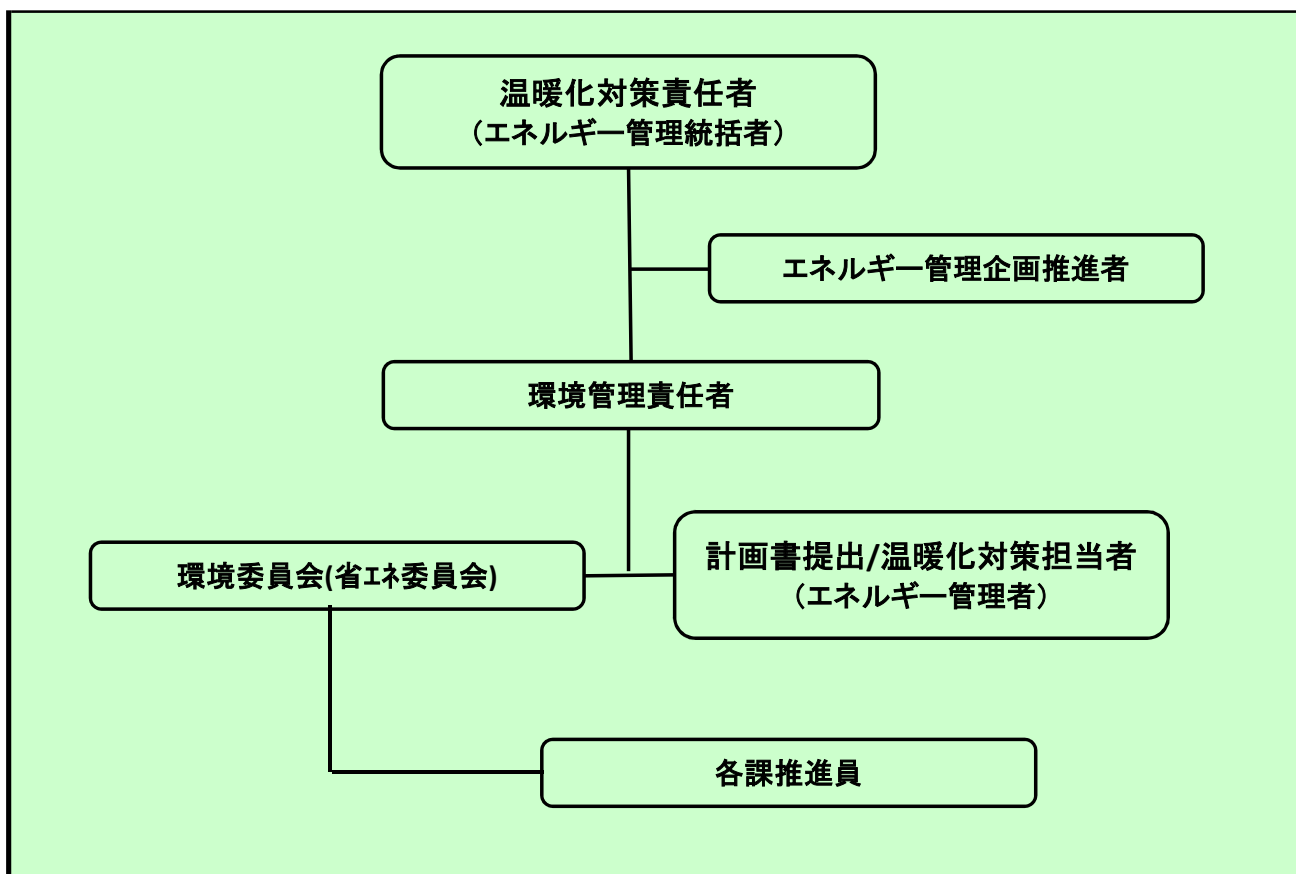 温暖化対策責任者
（エネルギー管理統括者）
エネルギー管理企画推進者
環境管理責任者
環境委員会(省ｴﾈ委員会)
計画書提出/温暖化対策担当者
（エネルギー管理者）
各課推進員